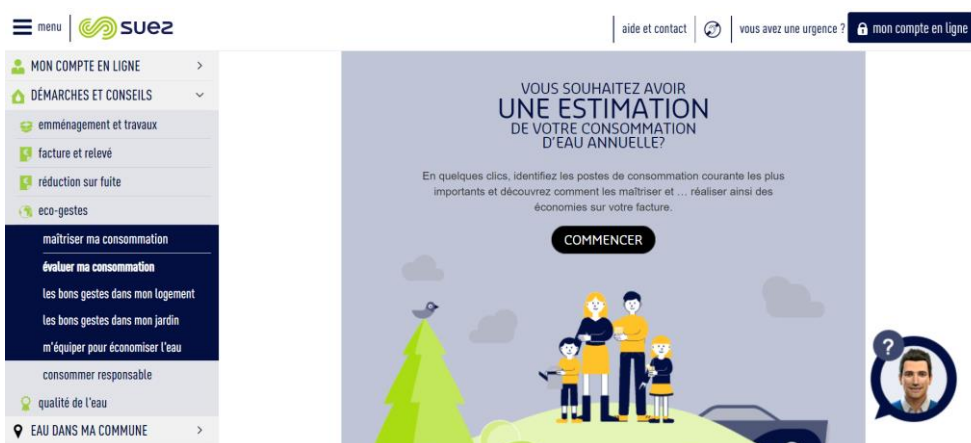 menu
suez
aide et contact
vous avez une urgence ?
mon compte en ligne
MON COMPTE EN LIGNE
DÉMARCHES ET CONSEILS
emménagement et travaux
facture et relevé
réduction sur fuite
eco-gestes
maîtriser ma consommation
évaluer ma consommation
les bons gestes dans mon logement
les bons gestes dans mon jardin
m'équiper pour économiser l'eau
consommer responsable
qualité de l'eau
EAU DANS MA COMMUNE
VOUS SOUHAITEZ AVOIR
UNE ESTIMATION
DE VOTRE CONSOMMATION
D'EAU ANNUELLE?
En quelques clics, identifiez les postes de consommation courante les plus
importants et découvrez comment les maîtriser et ... réaliser ainsi des
économies sur votre facture.
COMMENCER
?